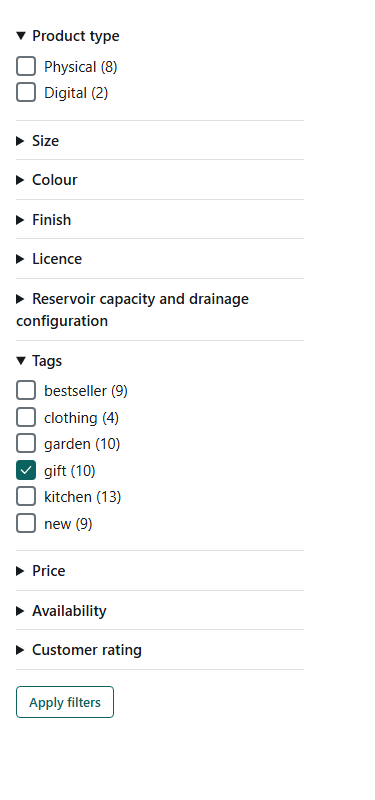 Product type
Physical (8)
Digital (2)
Size
Colour
Finish
Licence
Reservoir capacity and drainage
configuration
Tags
bestseller (9)
clothing (4)
garden (10)
gift (10)
kitchen (13)
new (9)
Price
Availability
Customer rating
Apply filters